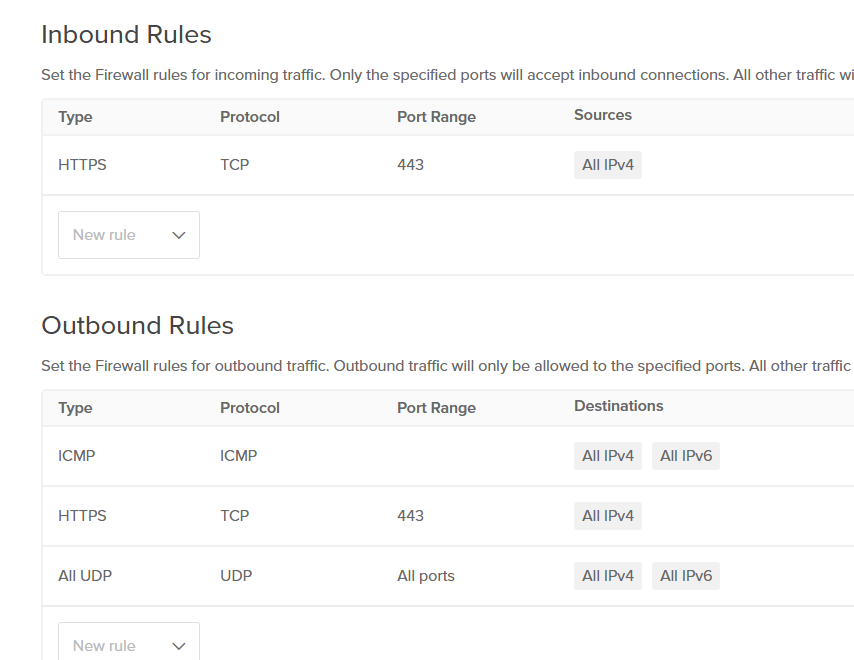 Inbound Rules
Set the Firewall rules for incoming traffic. Only the specified ports will accept inbound connections. All other traffic wi
Type Protocol Port Range Sources
HTTPS TCP 443 All IPv4
New rule
Outbound Rules
Set the Firewall rules for outbound traffic. Outbound traffic will only be allowed to the specified ports. All other traffic
Type Protocol Port Range Destinations
ICMP ICMP All IPv4 All IPv6
HTTPS TCP 443 All IPv4
All UDP UDP All ports All IPv4 All IPv6
New rule